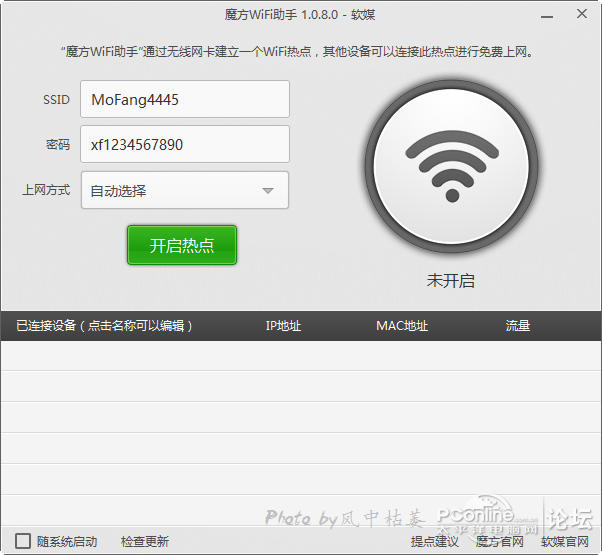 魔方WiFi助手 1.0.8.0 - 软媒
“魔方WiFi助手”通过无线网卡建立一个WiFi热点，其他设备可以连接此热点进行免费上网。
SSID MoFang4445
密码 xf1234567890
上网方式 自动选择
开启热点
未开启
已连接设备（点击名称可以编辑） IP地址 MAC地址 流量
Photo by风中枯萎
PConline.com.cn 论坛
太平洋电脑网
随系统启动 检查更新 提点建议 魔方官网 软媒官网